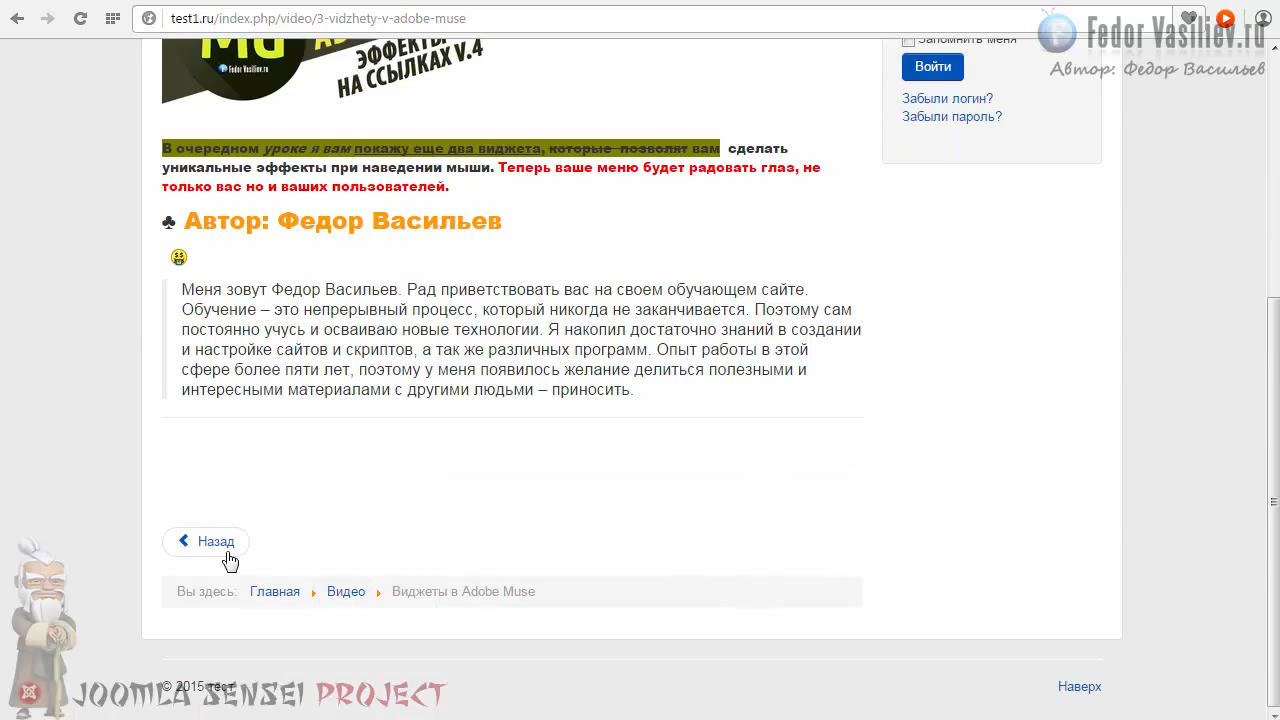 test1.ru/index.php/video/3-vidzhety-v-adobe-muse
Fedor Vasiliev.ru
Автор: Федор Васильев
ЭФФЕКТЫ
НА ССЫЛКАХ V.4
Fedor Vasiliev.ru
Запомнить меня
Войти
Забыли логин?
Забыли пароль?
В очередном уроке я вам покажу еще два виджета, которые позволят вам сделать
уникальные эффекты при наведении мыши. Теперь ваше меню будет радовать глаз, не
только вас но и ваших пользователей.
♣ Автор: Федор Васильев
Меня зовут Федор Васильев. Рад приветствовать вас на своем обучающем сайте.
Обучение – это непрерывный процесс, который никогда не заканчивается. Поэтому сам
постоянно учусь и осваиваю новые технологии. Я накопил достаточно знаний в создании
и настройке сайтов и скриптов, а так же различных программ. Опыт работы в этой
сфере более пяти лет, поэтому у меня появилось желание делиться полезными и
интересными материалами с другими людьми – приносить.
Назад
Вы здесь: Главная Видео Виджеты в Adobe Muse
© 2015 тест
Наверх
JOOMLA SENSEI PROJECT